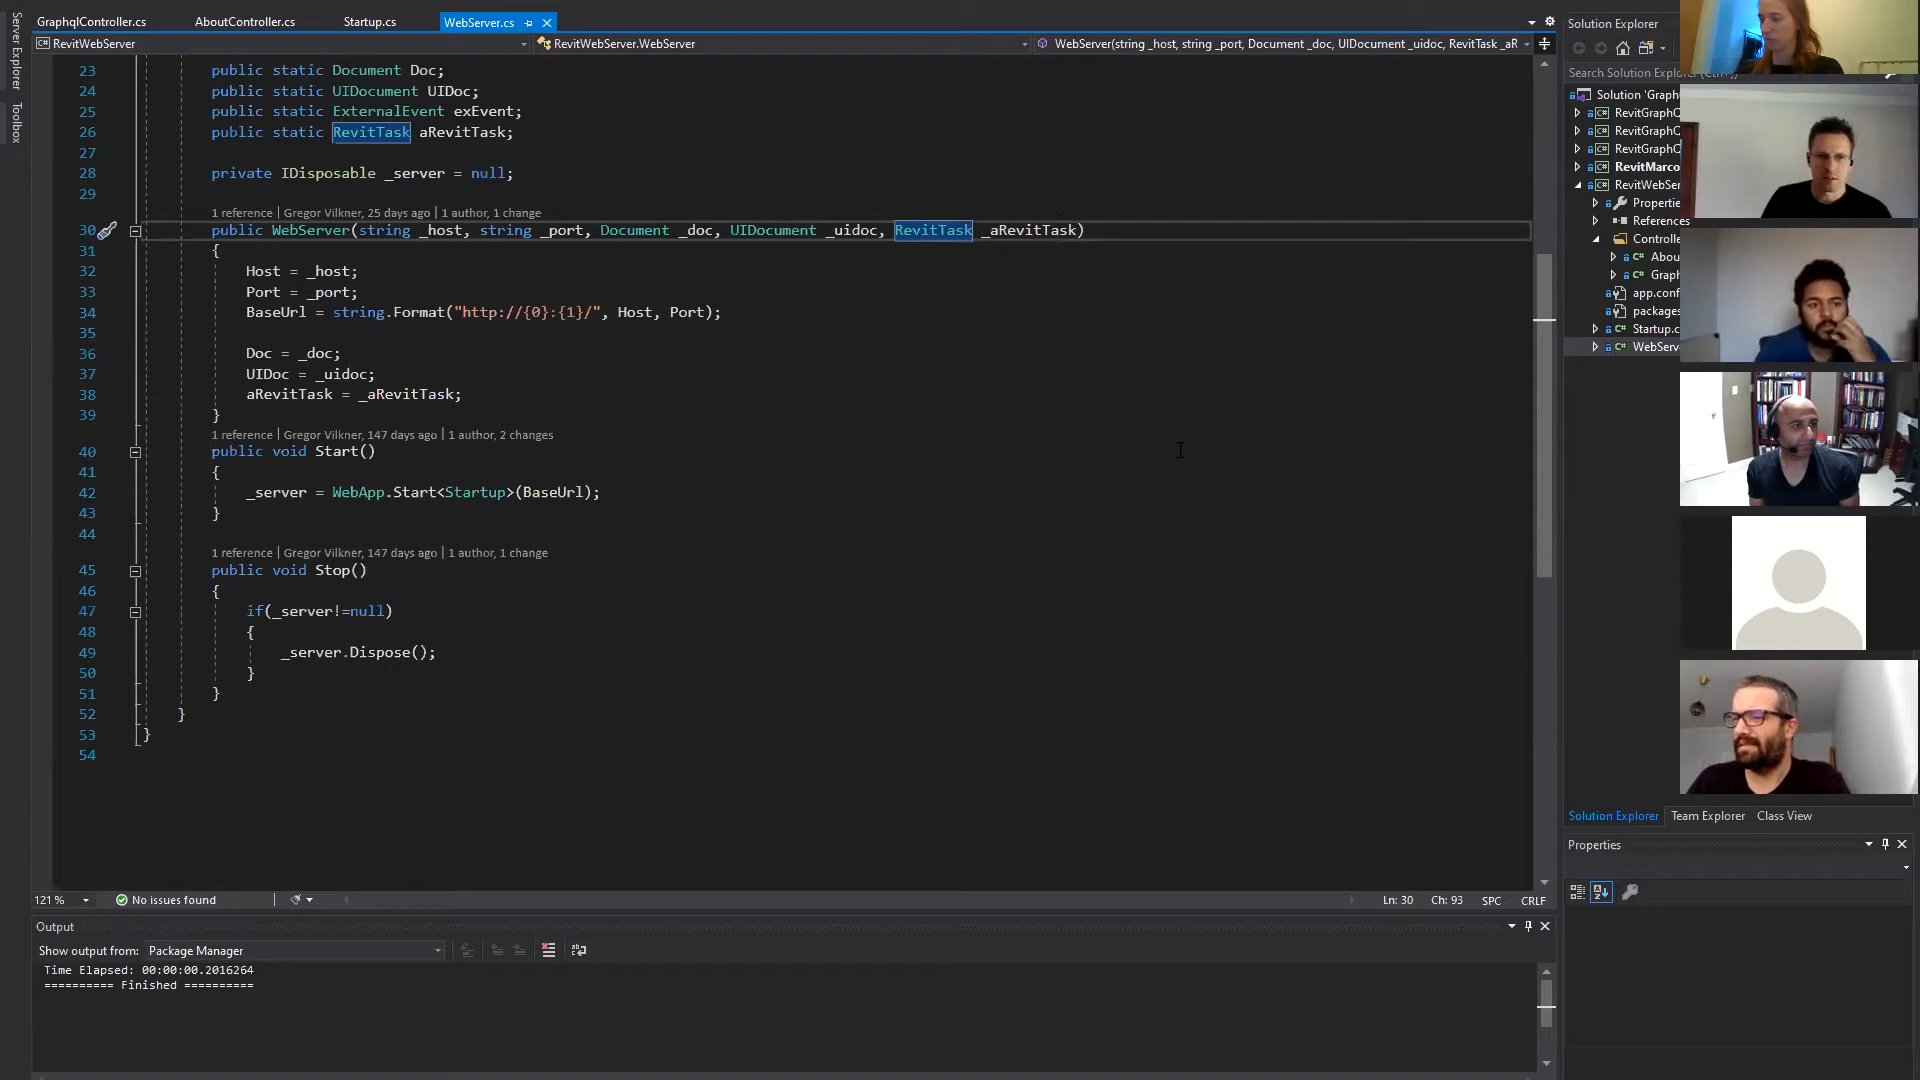 GraphqlController.cs AboutController.cs Startup.cs WebServer.cs
RevitWebServer RevitWebServer.WebServer WebServer(string _host, string _port, Document _doc, UIDocument _uidoc, RevitTask _aR
Server Explorer
Toolbox
23 public static Document Doc;
24 public static UIDocument UIDoc;
25 public static ExternalEvent exEvent;
26 public static RevitTask aRevitTask;
27
28 private IDisposable _server = null;
29
1 reference | Gregor Vilkner, 25 days ago | 1 author, 1 change
30 public WebServer(string _host, string _port, Document _doc, UIDocument _uidoc, RevitTask _aRevitTask)
31 {
32 Host = _host;
33 Port = _port;
34 BaseUrl = string.Format("http://{0}:{1}/", Host, Port);
35
36 Doc = _doc;
37 UIDoc = _uidoc;
38 aRevitTask = _aRevitTask;
39 }
1 reference | Gregor Vilkner, 147 days ago | 1 author, 2 changes
40 public void Start()
41 {
42 _server = WebApp.Start<Startup>(BaseUrl);
43 }
44
1 reference | Gregor Vilkner, 147 days ago | 1 author, 1 change
45 public void Stop()
46 {
47 if(_server!=null)
48 {
49 _server.Dispose();
50 }
51 }
52 }
53 }
54
121 % No issues found Ln: 30 Ch: 93 SPC CRLF
Output
Show output from: Package Manager
Time Elapsed: 00:00:00.2016264
========== Finished ==========
Solution Explorer
Search Solution Explorer (Ctrl+
Solution 'Graph
RevitGraphQ
RevitGraphQ
RevitGraphQ
RevitMarco
RevitWebSer
Propertie
References
Controlle
Abou
Graph
app.conf
packages
Startup.c
WebServ
Solution Explorer Team Explorer Class View
Properties